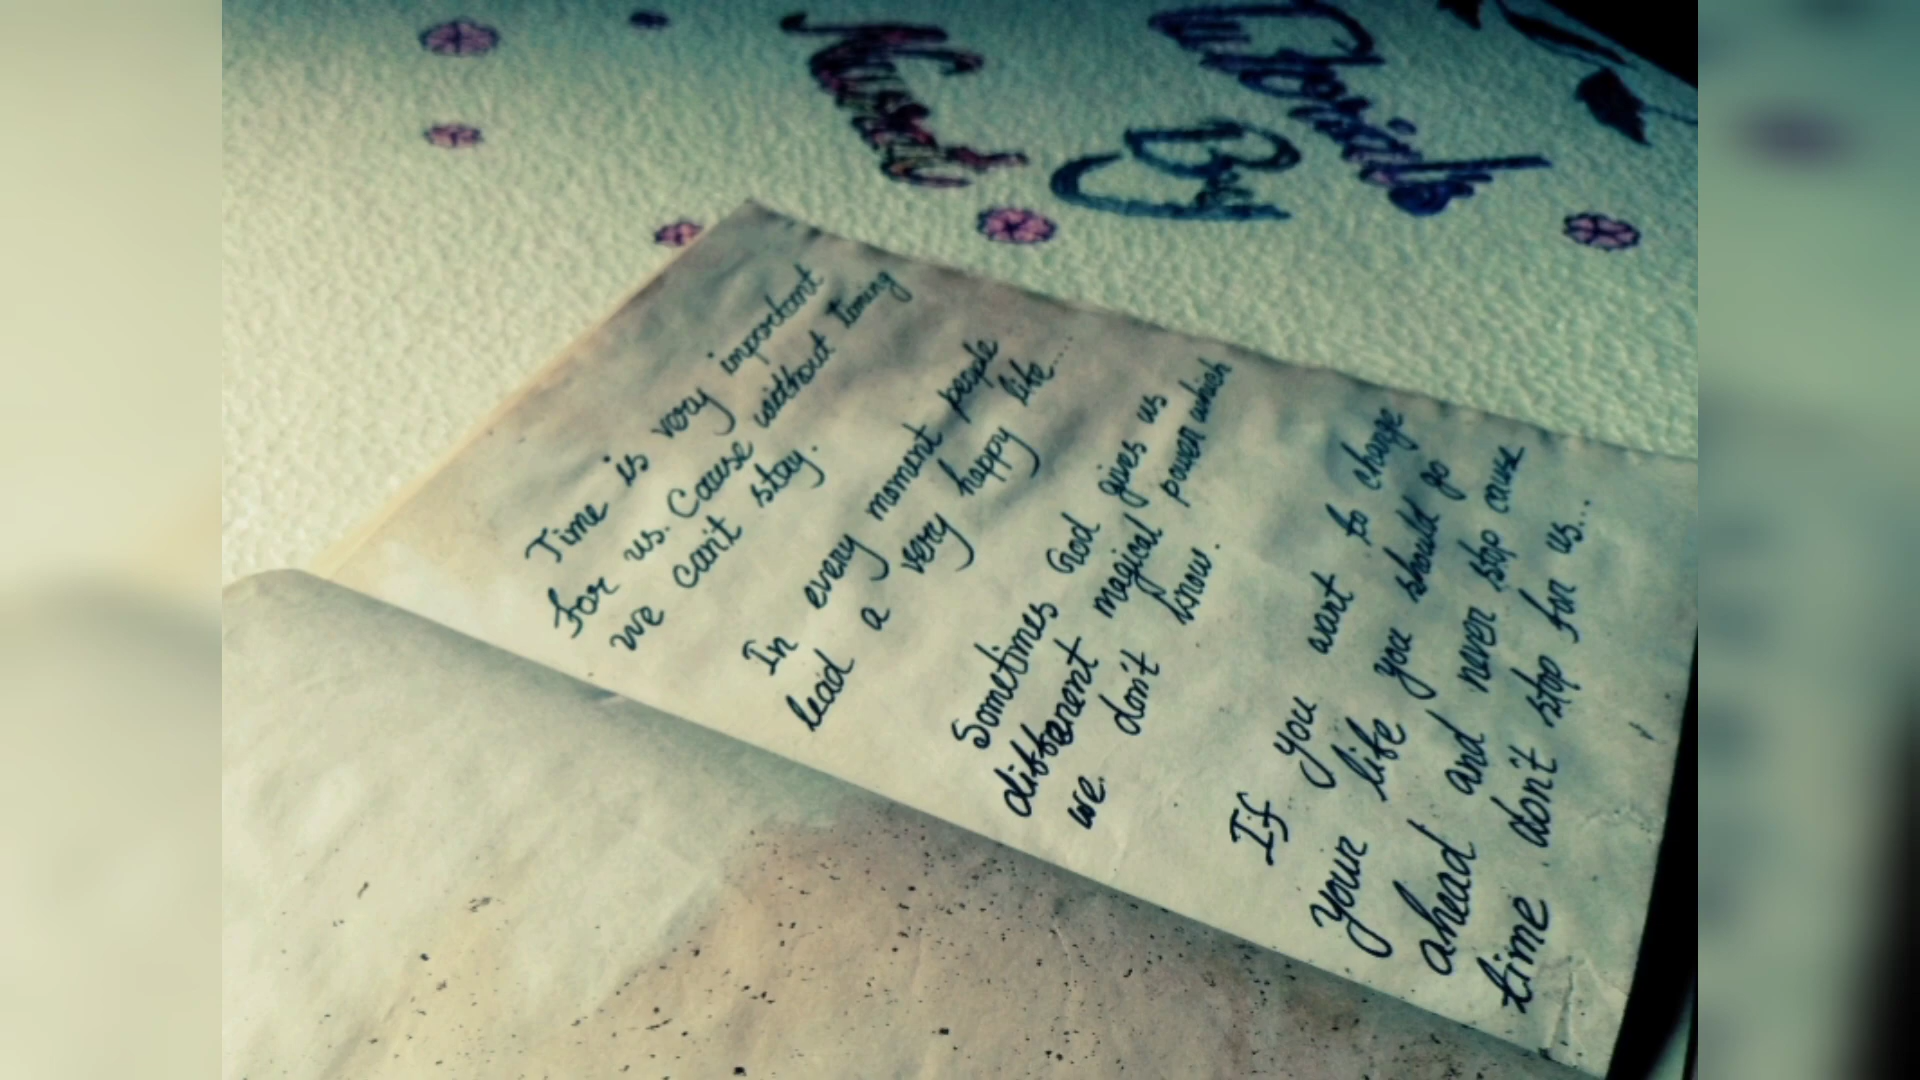 Words
By
Time is very important
for us. Cause without timing
we can't stay.
In every moment people
lead a very happy life....
Sometimes God gives us
differenent magical power which
we don't know.
If you want to change
your life you should go
ahead and never stop cause
time don't stop for us...